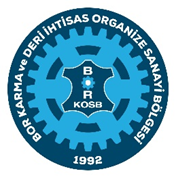 BOR KARMA ve DERİ İHTİSAS ORGANİZE SANAYİ BÖLGESİ
B R
KOSB
1992